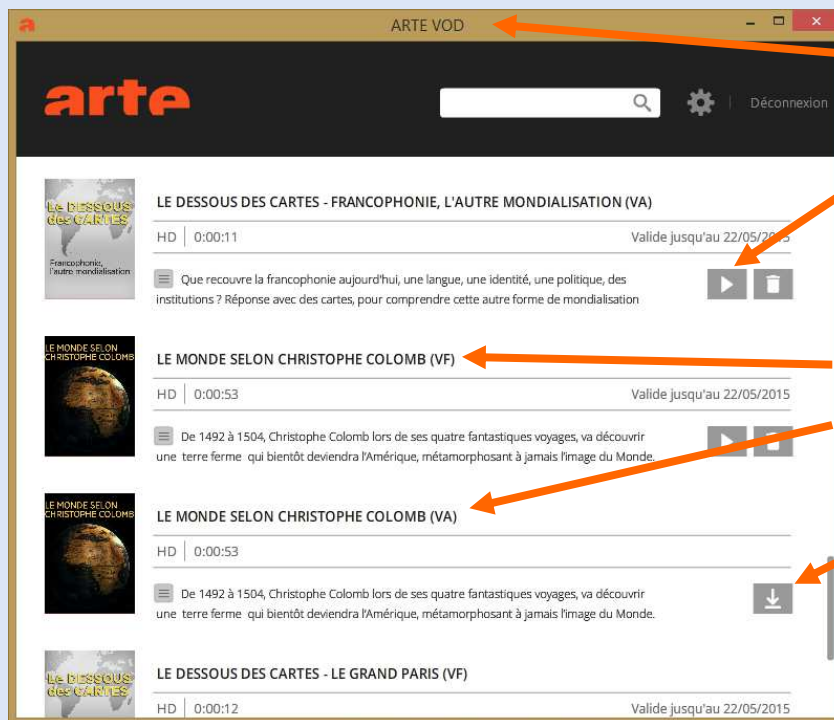 ARTE VOD
arte
Déconnexion
Le DESSOUS
des CARTES
Francophonie,
l'autre mondialisation
LE DESSOUS DES CARTES - FRANCOPHONIE, L'AUTRE MONDIALISATION (VA)
HD 0:00:11 Valide jusqu'au 22/05/2015
Que recouvre la francophonie aujourd'hui, une langue, une identité, une politique, des
institutions ? Réponse avec des cartes, pour comprendre cette autre forme de mondialisation
LE MONDE SELON
CHRISTOPHE COLOMB
LE MONDE SELON CHRISTOPHE COLOMB (VF)
HD 0:00:53 Valide jusqu'au 22/05/2015
De 1492 à 1504, Christophe Colomb lors de ses quatre fantastiques voyages, va découvrir
une terre ferme qui bientôt deviendra l'Amérique, métamorphosant à jamais l'image du Monde.
LE MONDE SELON
CHRISTOPHE COLOMB
LE MONDE SELON CHRISTOPHE COLOMB (VA)
HD 0:00:53
De 1492 à 1504, Christophe Colomb lors de ses quatre fantastiques voyages, va découvrir
une terre ferme qui bientôt deviendra l'Amérique, métamorphosant à jamais l'image du Monde.
Le DESSOUS
des CARTES
LE DESSOUS DES CARTES - LE GRAND PARIS (VF)
HD 0:00:12 Valide jusqu'au 22/05/2015